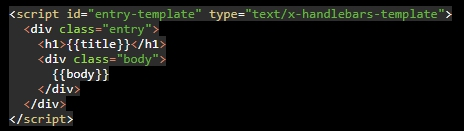 <script id="entry-template" type="text/x-handlebars-template">
  <div class="entry">
    <h1>{{title}}</h1>
    <div class="body">
      {{body}}
    </div>
  </div>
</script>